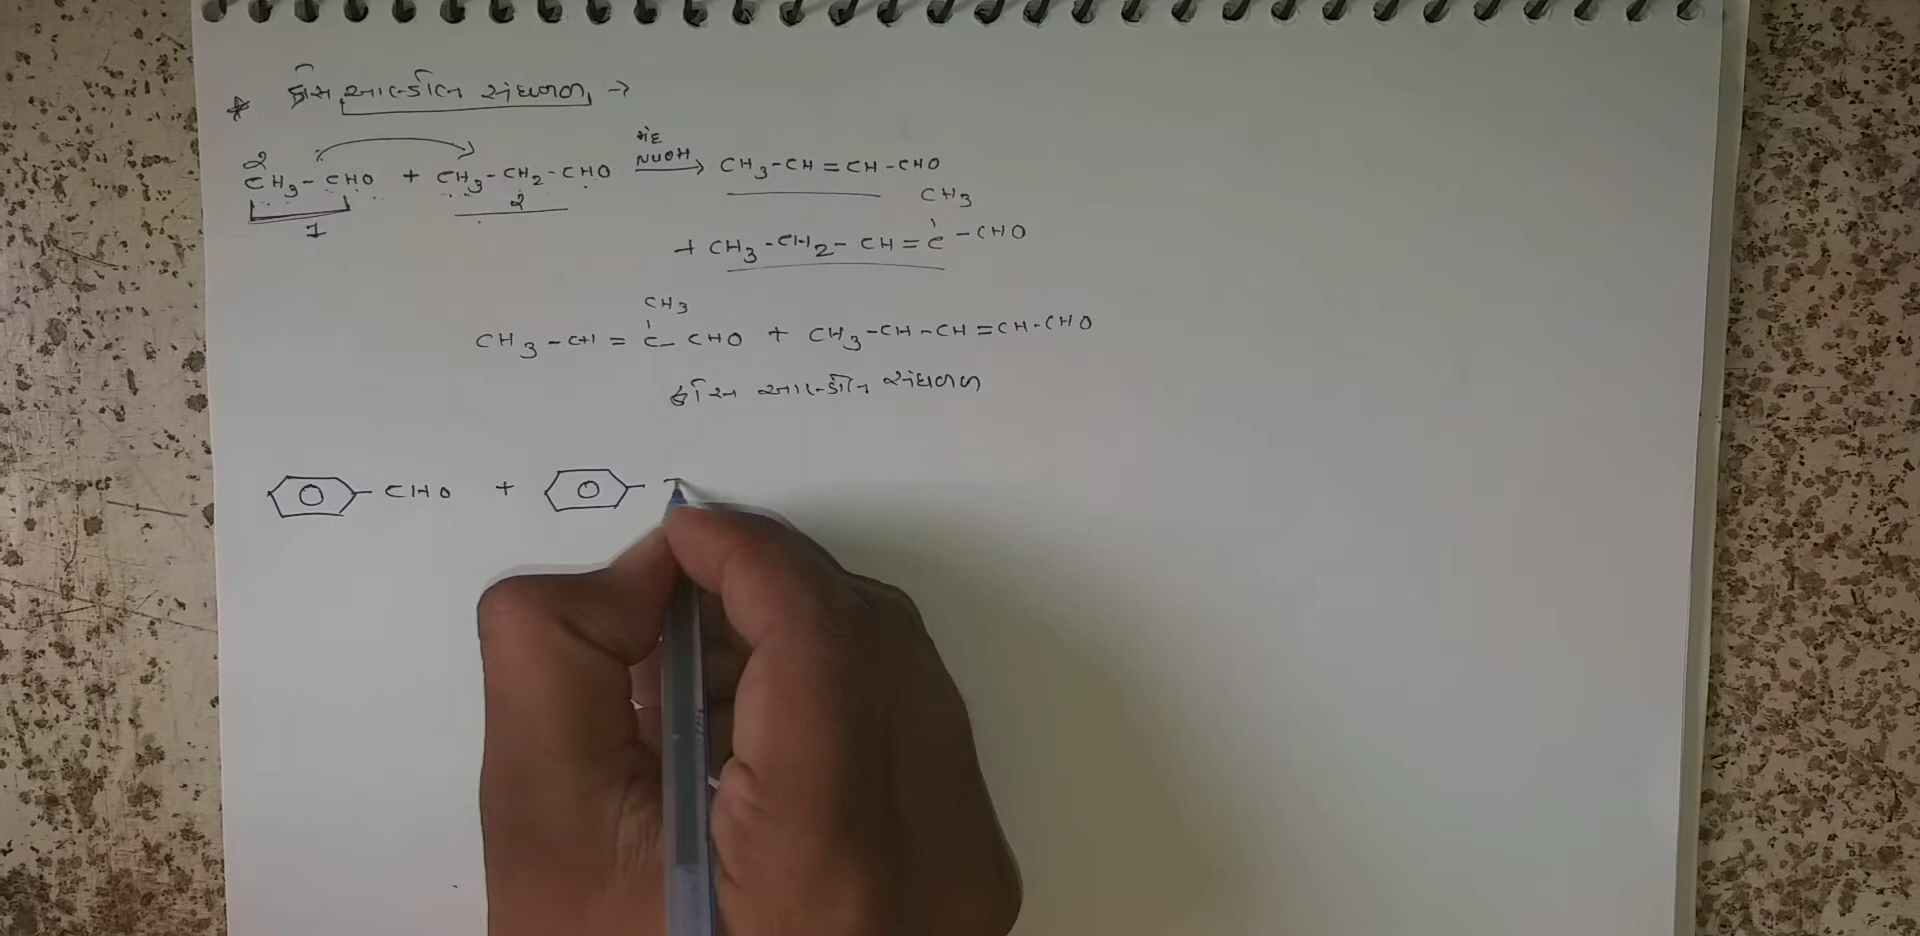 * ક્રોસ આલ્ડોલ સંઘનન →
2
CH3-CHO + CH3-CH2-CHO મંદ NaOH → CH3-CH=CH-CHO
1 2
CH3
+ CH3-CH2-CH=C-CHO
CH3
CH3-CH=C-CHO + CH3-CH-CH=CH-CHO
ક્રોસ આલ્ડોલ સંઘનન
-CHO + -